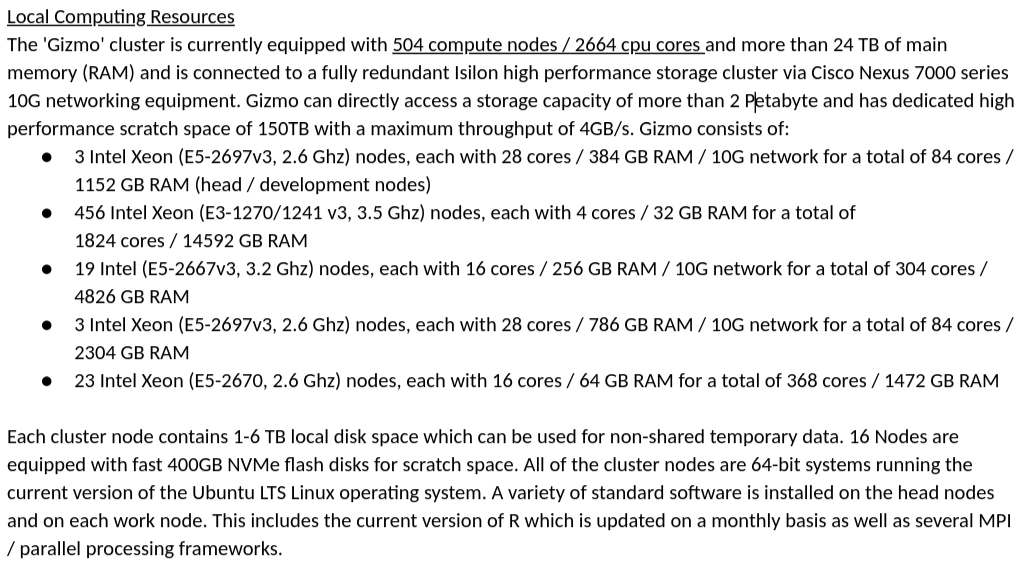 Local Computing Resources
The 'Gizmo' cluster is currently equipped with 504 compute nodes / 2664 cpu cores and more than 24 TB of main
memory (RAM) and is connected to a fully redundant Isilon high performance storage cluster via Cisco Nexus 7000 series
10G networking equipment. Gizmo can directly access a storage capacity of more than 2 Petabyte and has dedicated high
performance scratch space of 150TB with a maximum throughput of 4GB/s. Gizmo consists of:
● 3 Intel Xeon (E5-2697v3, 2.6 Ghz) nodes, each with 28 cores / 384 GB RAM / 10G network for a total of 84 cores /
1152 GB RAM (head / development nodes)
● 456 Intel Xeon (E3-1270/1241 v3, 3.5 Ghz) nodes, each with 4 cores / 32 GB RAM for a total of
1824 cores / 14592 GB RAM
● 19 Intel (E5-2667v3, 3.2 Ghz) nodes, each with 16 cores / 256 GB RAM / 10G network for a total of 304 cores /
4826 GB RAM
● 3 Intel Xeon (E5-2697v3, 2.6 Ghz) nodes, each with 28 cores / 786 GB RAM / 10G network for a total of 84 cores /
2304 GB RAM
● 23 Intel Xeon (E5-2670, 2.6 Ghz) nodes, each with 16 cores / 64 GB RAM for a total of 368 cores / 1472 GB RAM
Each cluster node contains 1-6 TB local disk space which can be used for non-shared temporary data. 16 Nodes are
equipped with fast 400GB NVMe flash disks for scratch space. All of the cluster nodes are 64-bit systems running the
current version of the Ubuntu LTS Linux operating system. A variety of standard software is installed on the head nodes
and on each work node. This includes the current version of R which is updated on a monthly basis as well as several MPI
/ parallel processing frameworks.